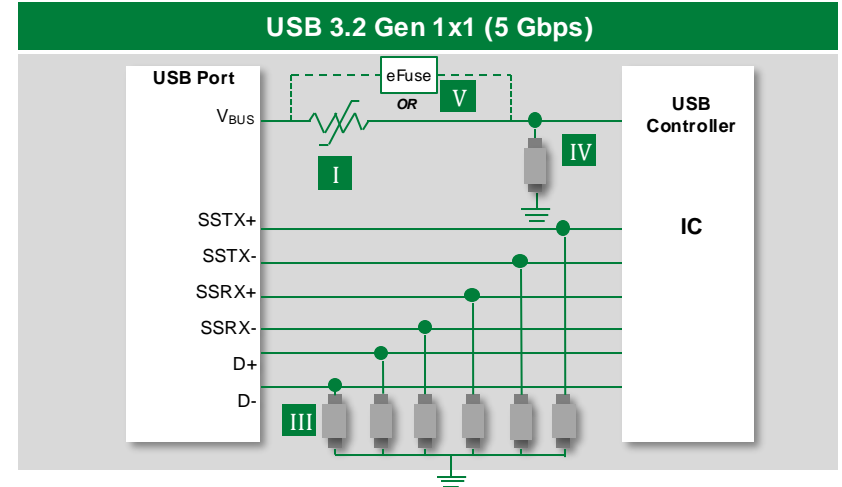 USB 3.2 Gen 1x1 (5 Gbps)
USB Port
eFuse
OR
V
VBUS
I
IV
USB
Controller
IC
SSTX+
SSTX-
SSRX+
SSRX-
D+
D-
III